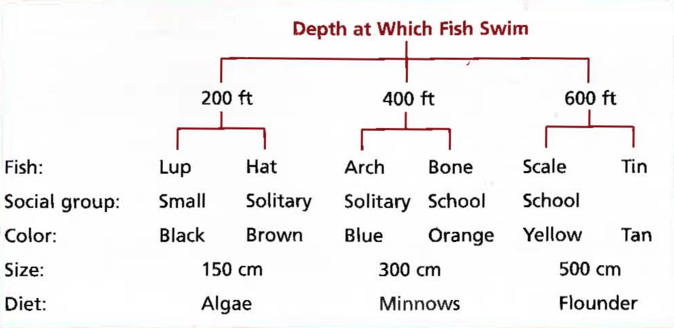 Depth at Which Fish Swim
200 ft 400 ft 600 ft
Fish: Lup Hat Arch Bone Scale Tin
Social group: Small Solitary Solitary School School
Color: Black Brown Blue Orange Yellow Tan
Size: 150 cm 300 cm 500 cm
Diet: Algae Minnows Flounder